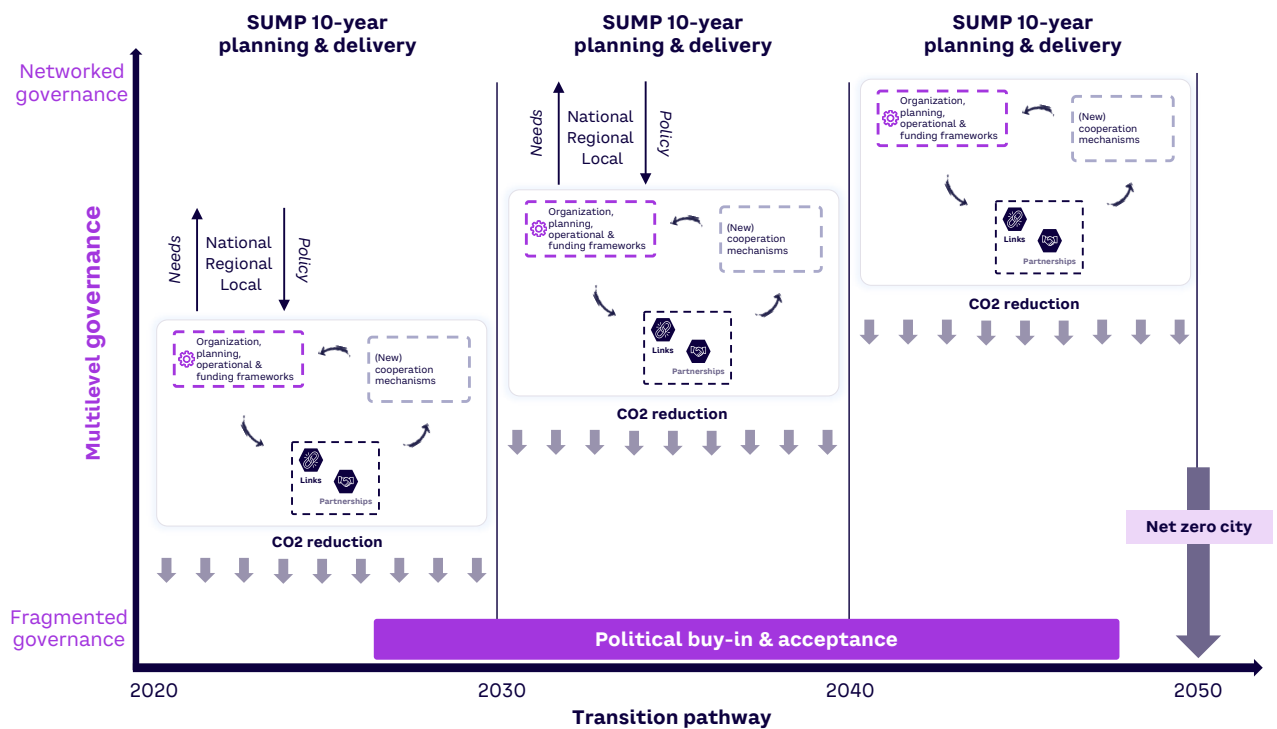 SUMP 10-year
planning & delivery
SUMP 10-year
planning & delivery
SUMP 10-year
planning & delivery
Networked
governance
Multilevel governance
Fragmented
governance
Needs
National
Regional
Local
Policy
Organization,
planning,
operational &
funding frameworks
(New)
cooperation
mechanisms
Links
Partnerships
CO2 reduction
Needs
National
Regional
Local
Policy
Organization,
planning,
operational &
funding frameworks
(New)
cooperation
mechanisms
Links
Partnerships
CO2 reduction
Organization,
planning,
operational &
funding frameworks
(New)
cooperation
mechanisms
Links
Partnerships
CO2 reduction
Net zero city
Political buy-in & acceptance
2020
2030
2040
2050
Transition pathway